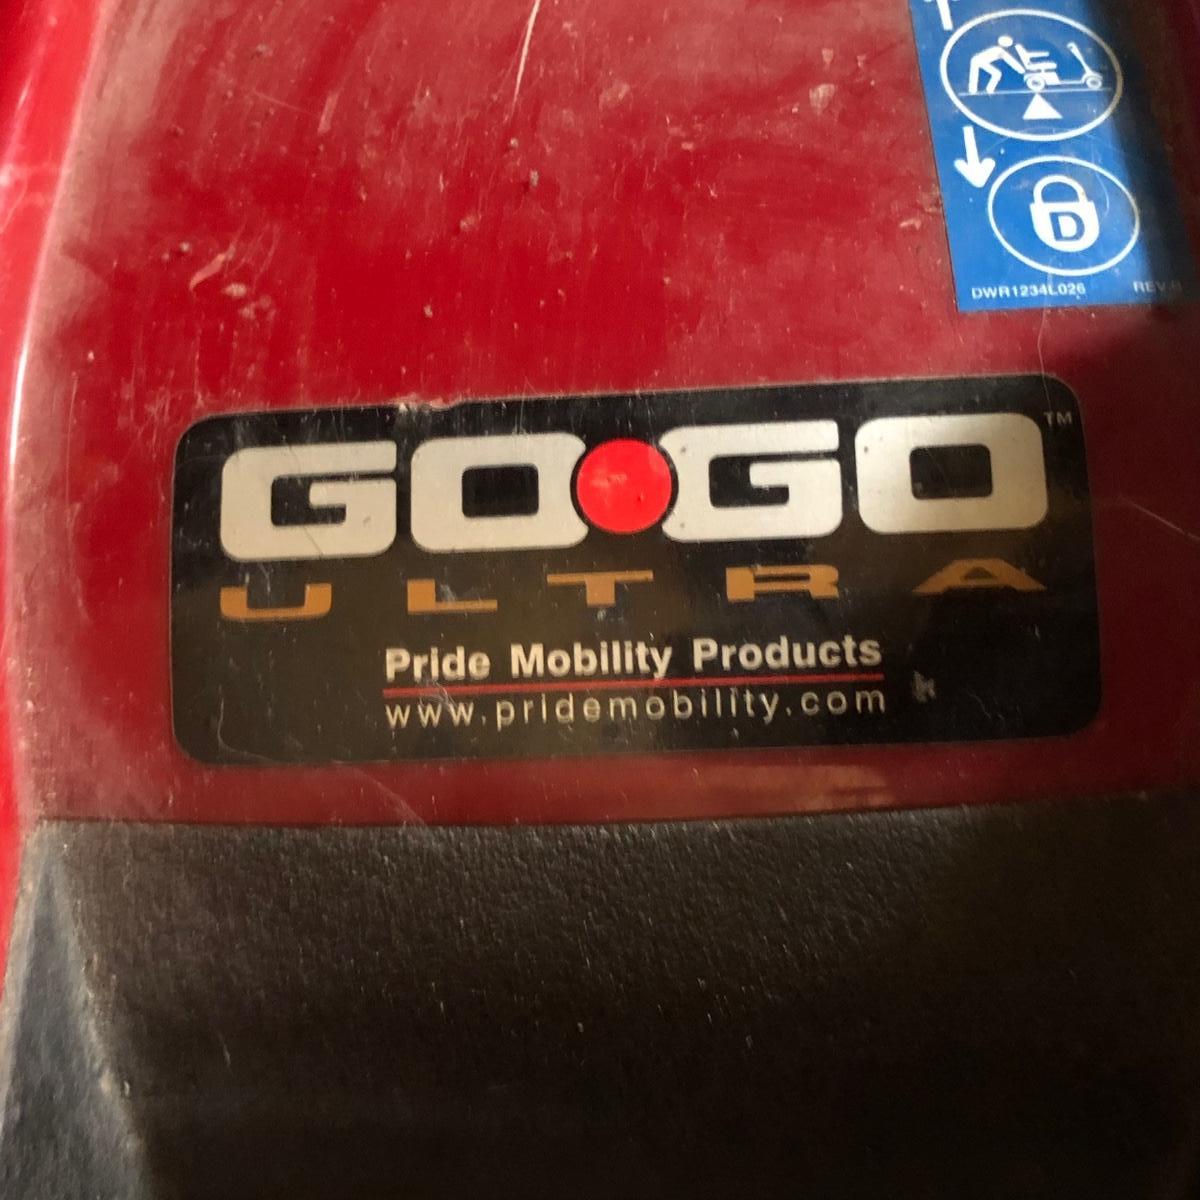 D
DWR1234L026 REV.B
GO•GO™
ULTRA
Pride Mobility Products
www.pridemobility.com